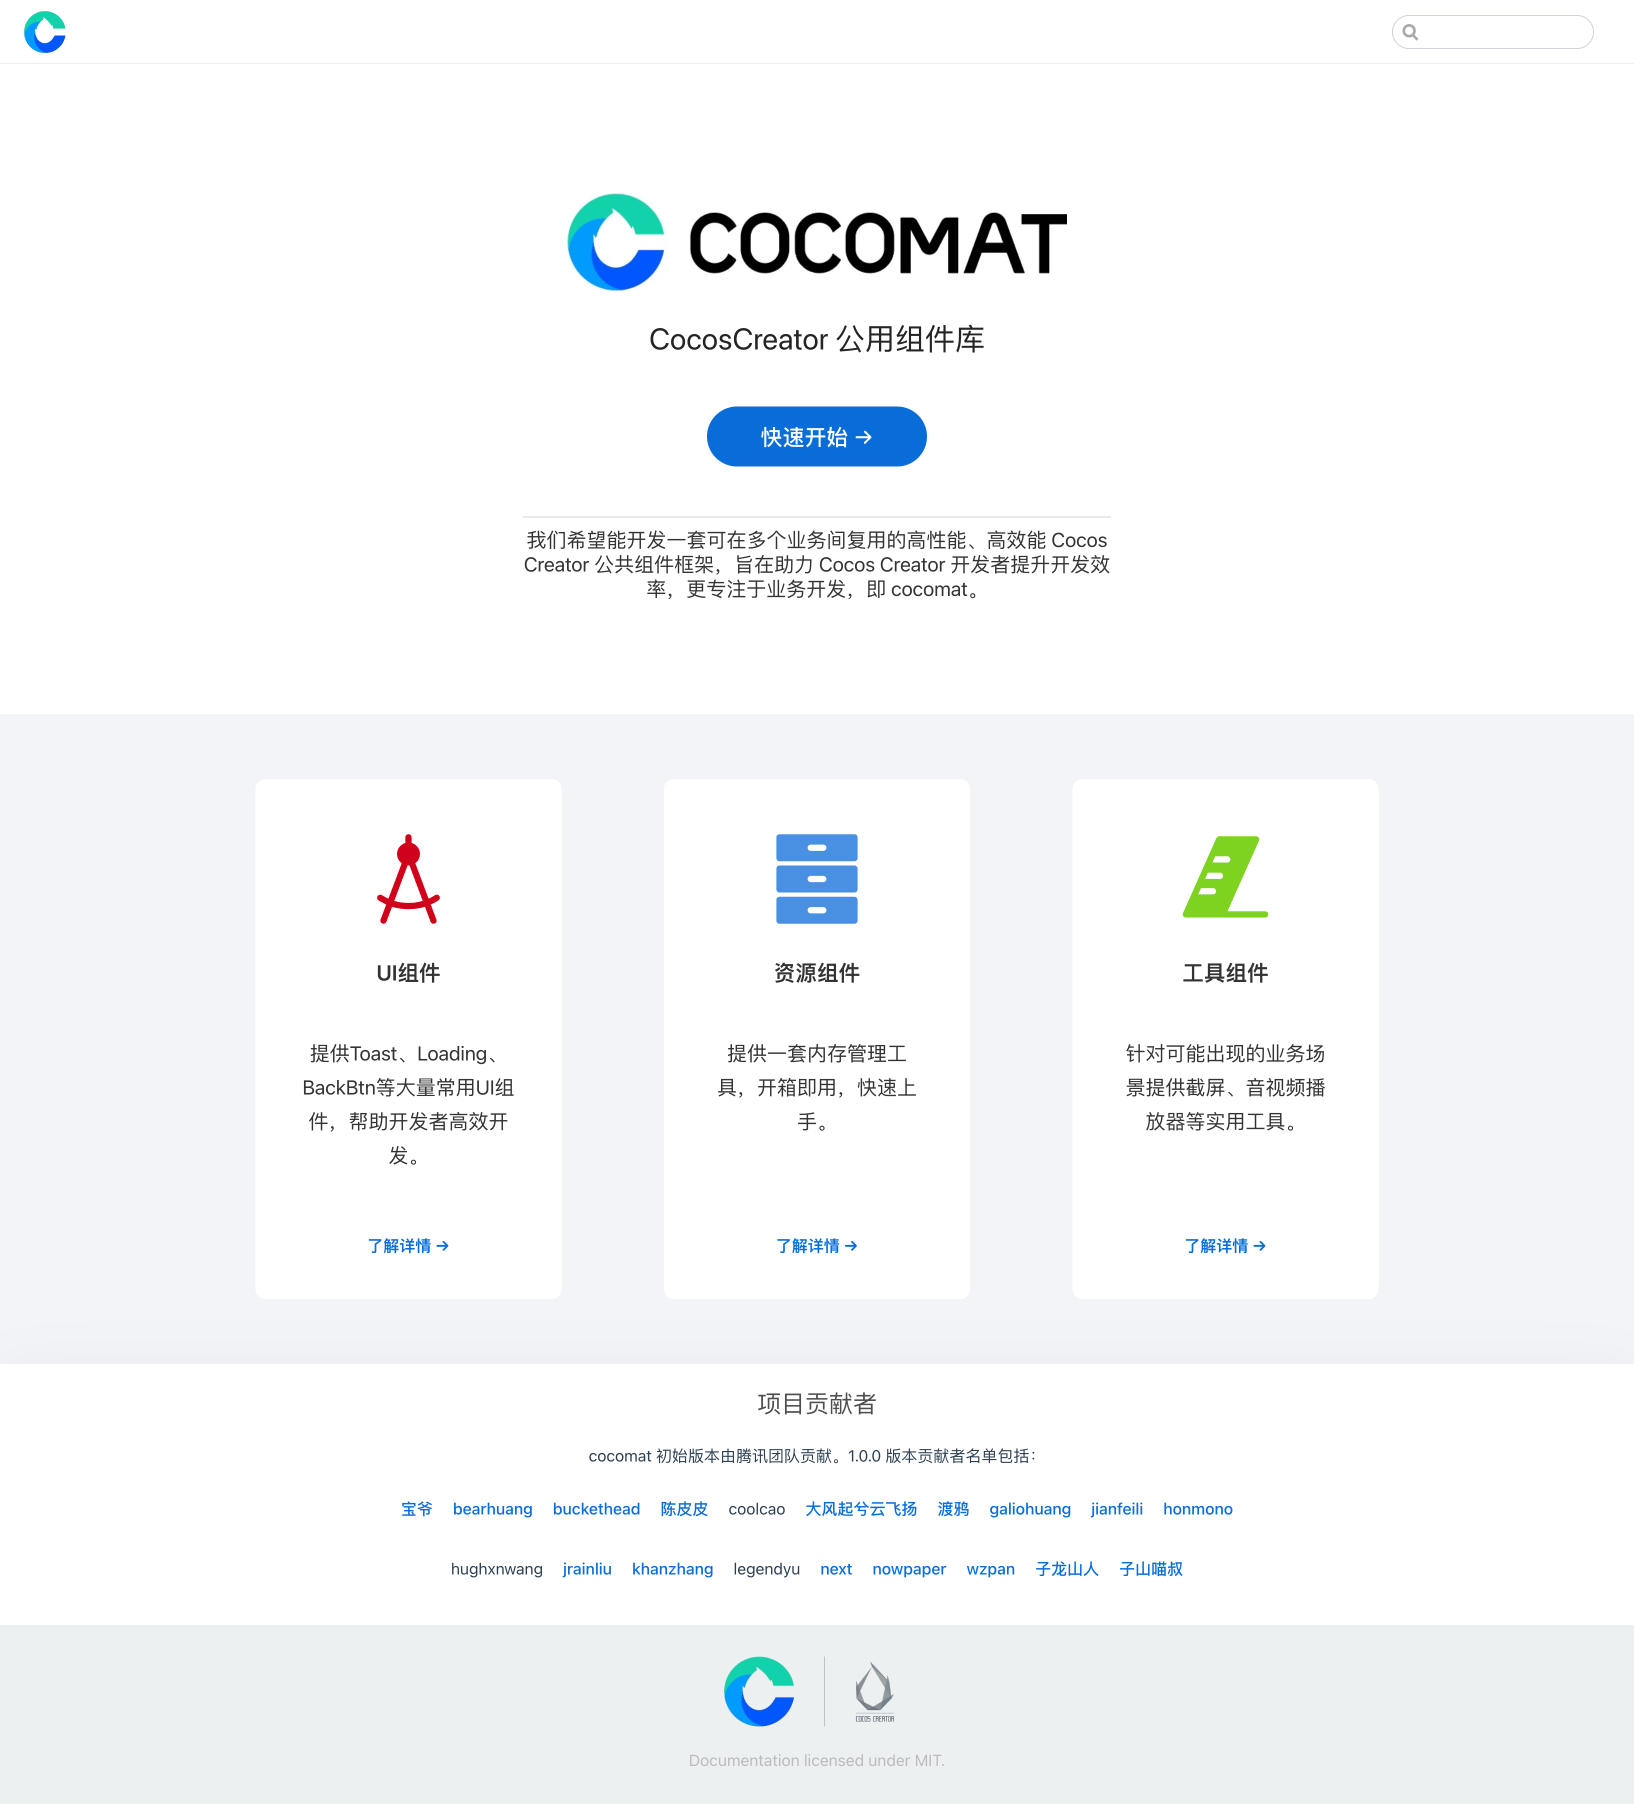 COCOMAT
CocosCreator 公用组件库
快速开始 →
我们希望能开发一套可在多个业务间复用的高性能、高效能 Cocos
Creator 公共组件框架，旨在助力 Cocos Creator 开发者提升开发效
率，更专注于业务开发，即 cocomat。
UI组件
提供Toast、Loading、
BackBtn等大量常用UI组
件，帮助开发者高效开
发。
了解详情 →
资源组件
提供一套内存管理工
具，开箱即用，快速上
手。
了解详情 →
工具组件
针对可能出现的业务场
景提供截屏、音视频播
放器等实用工具。
了解详情 →
项目贡献者
cocomat 初始版本由腾讯团队贡献。1.0.0 版本贡献者名单包括：
宝爷 bearhuang buckethead 陈皮皮 coolcao 大风起兮云飞扬 渡鸦 galiohuang jianfeili honmono
hughxnwang jrainliu khanzhang legendyu next nowpaper wzpan 子龙山人 子山喵叔
COCOS CREATOR
Documentation licensed under MIT.